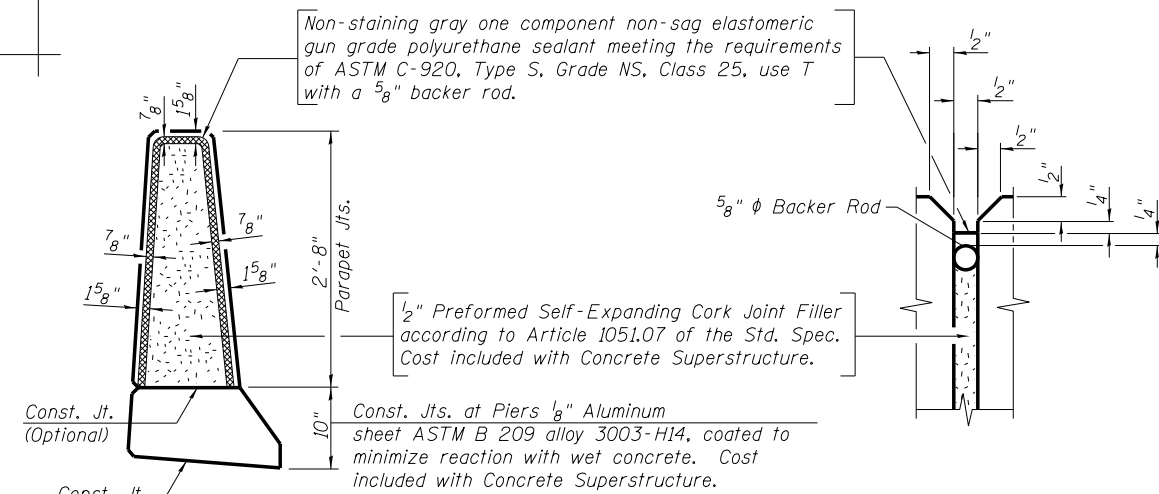 Non-staining gray one component non-sag elastomeric
gun grade polyurethane sealant meeting the requirements
of ASTM C-920, Type S, Grade NS, Class 25, use T
with a 5/8" backer rod.
7/8"
1 5/8"
1/2"
1/2"
1/2"
1/2"
1/4"
1/4"
5/8" ϕ Backer Rod
7/8"
7/8"
1 5/8"
1 5/8"
2'-8"
Parapet Jts.
1/2" Preformed Self-Expanding Cork Joint Filler
according to Article 1051.07 of the Std. Spec.
Cost included with Concrete Superstructure.
Const. Jt.
(Optional)
10"
Const. Jts. at Piers 1/8" Aluminum
sheet ASTM B 209 alloy 3003-H14, coated to
minimize reaction with wet concrete. Cost
included with Concrete Superstructure.
Const. Jt.